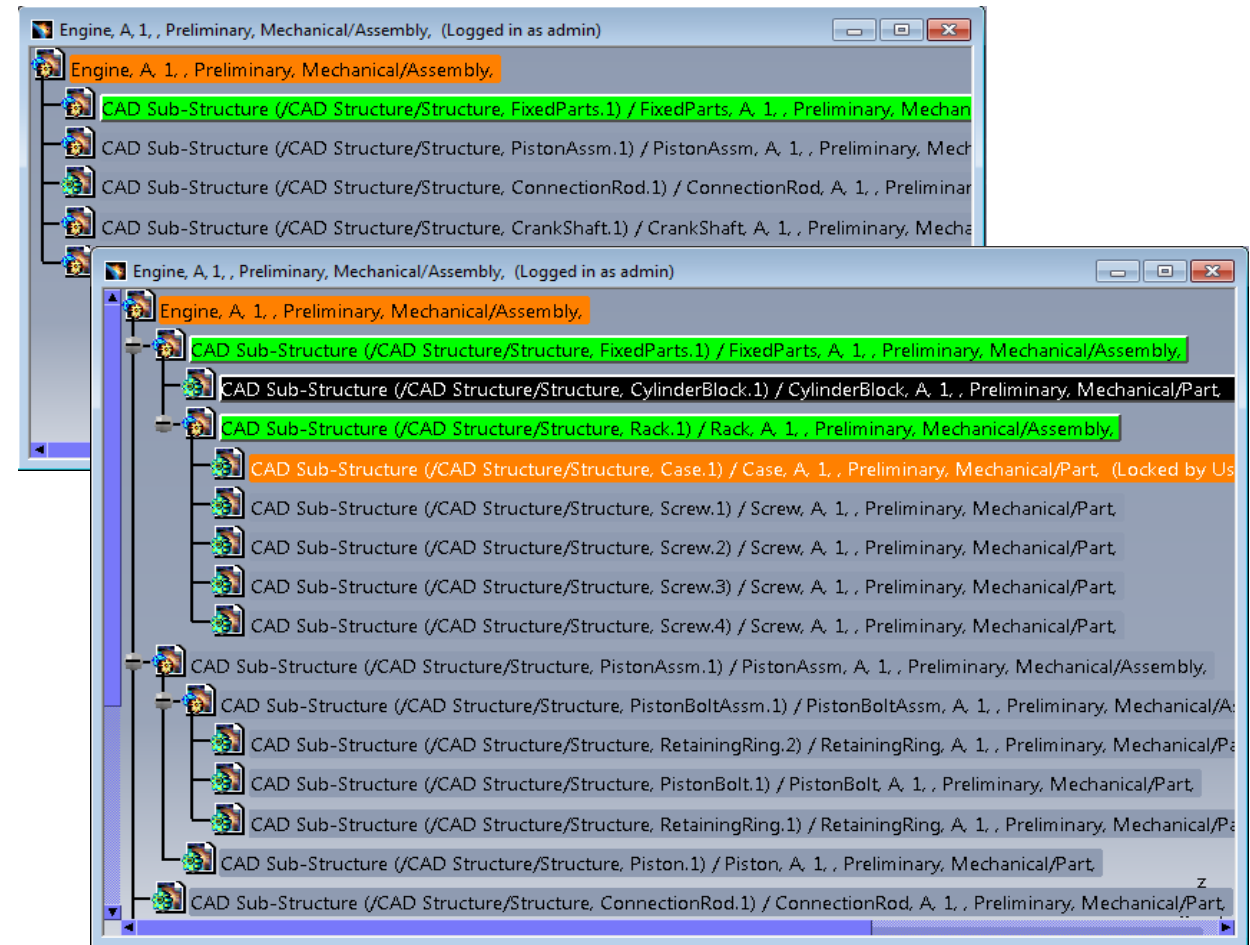 Engine, A, 1, , Preliminary, Mechanical/Assembly, (Logged in as admin)
Engine, A, 1, , Preliminary, Mechanical/Assembly,
CAD Sub-Structure (/CAD Structure/Structure, FixedParts.1) / FixedParts, A, 1, , Preliminary, Mechan
CAD Sub-Structure (/CAD Structure/Structure, PistonAssm.1) / PistonAssm, A, 1, , Preliminary, Mech
CAD Sub-Structure (/CAD Structure/Structure, ConnectionRod.1) / ConnectionRod, A, 1, , Preliminar
CAD Sub-Structure (/CAD Structure/Structure, CrankShaft.1) / CrankShaft, A, 1, , Preliminary, Mecha
Engine, A, 1, , Preliminary, Mechanical/Assembly, (Logged in as admin)
Engine, A, 1, , Preliminary, Mechanical/Assembly,
CAD Sub-Structure (/CAD Structure/Structure, FixedParts.1) / FixedParts, A, 1, , Preliminary, Mechanical/Assembly,
CAD Sub-Structure (/CAD Structure/Structure, CylinderBlock.1) / CylinderBlock, A, 1, , Preliminary, Mechanical/Part,
CAD Sub-Structure (/CAD Structure/Structure, Rack.1) / Rack, A, 1, , Preliminary, Mechanical/Assembly,
CAD Sub-Structure (/CAD Structure/Structure, Case.1) / Case, A, 1, , Preliminary, Mechanical/Part, (Locked by Us
CAD Sub-Structure (/CAD Structure/Structure, Screw.1) / Screw, A, 1, , Preliminary, Mechanical/Part,
CAD Sub-Structure (/CAD Structure/Structure, Screw.2) / Screw, A, 1, , Preliminary, Mechanical/Part,
CAD Sub-Structure (/CAD Structure/Structure, Screw.3) / Screw, A, 1, , Preliminary, Mechanical/Part,
CAD Sub-Structure (/CAD Structure/Structure, Screw.4) / Screw, A, 1, , Preliminary, Mechanical/Part,
CAD Sub-Structure (/CAD Structure/Structure, PistonAssm.1) / PistonAssm, A, 1, , Preliminary, Mechanical/Assembly,
CAD Sub-Structure (/CAD Structure/Structure, PistonBoltAssm.1) / PistonBoltAssm, A, 1, , Preliminary, Mechanical/A
CAD Sub-Structure (/CAD Structure/Structure, RetainingRing.2) / RetainingRing, A, 1, , Preliminary, Mechanical/Pa
CAD Sub-Structure (/CAD Structure/Structure, PistonBolt.1) / PistonBolt, A, 1, , Preliminary, Mechanical/Part,
CAD Sub-Structure (/CAD Structure/Structure, RetainingRing.1) / RetainingRing, A, 1, , Preliminary, Mechanical/Pa
CAD Sub-Structure (/CAD Structure/Structure, Piston.1) / Piston, A, 1, , Preliminary, Mechanical/Part,
z
CAD Sub-Structure (/CAD Structure/Structure, ConnectionRod.1) / ConnectionRod, A, 1, , Preliminary, Mechanical/Part,